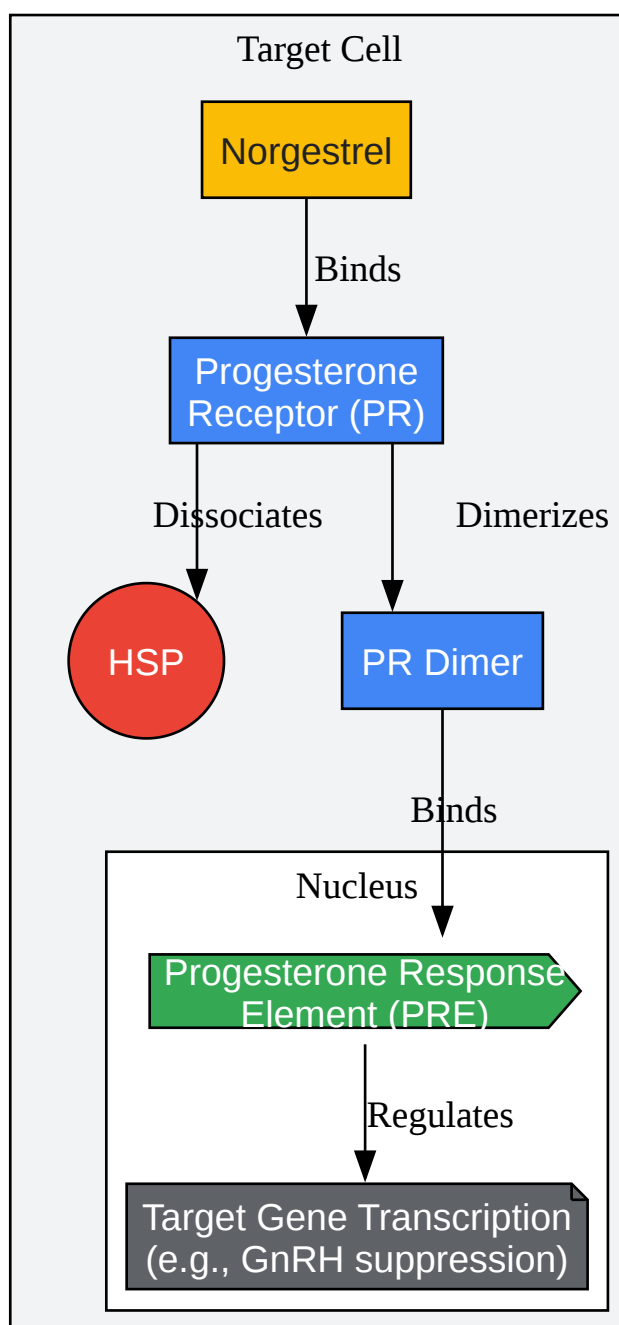 Target Cell
Norgestrel
Binds
Progesterone
Receptor (PR)
Dissociates
Dimerizes
HSP
PR Dimer
Binds
Nucleus
Progesterone Response
Element (PRE)
Regulates
Target Gene Transcription
(e.g., GnRH suppression)